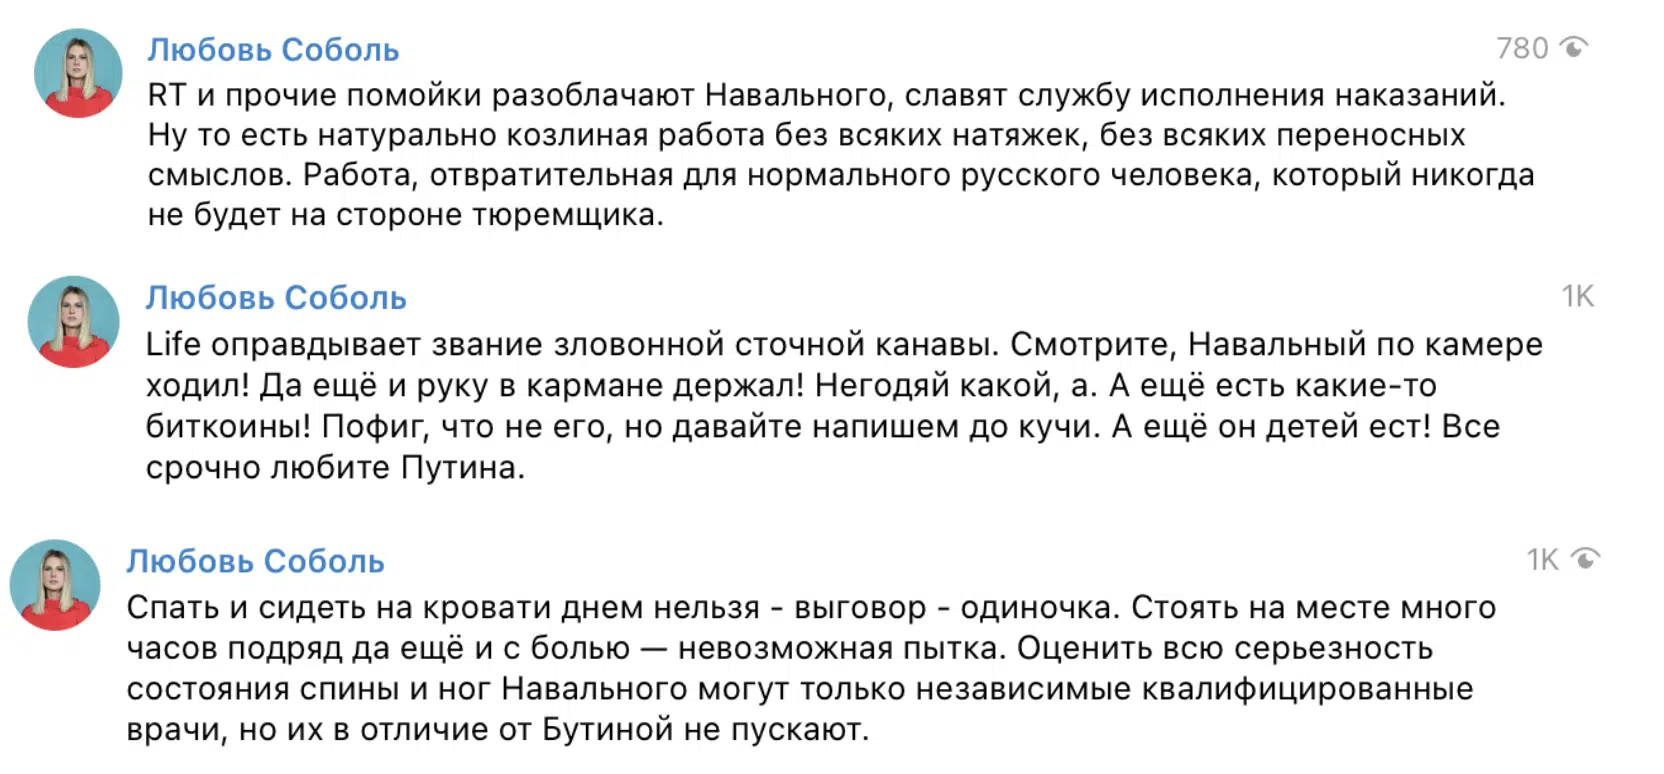 Любовь Соболь
780
RT и прочие помойки разоблачают Навального, славят службу исполнения наказаний.
Ну то есть натурально козлиная работа без всяких натяжек, без всяких переносных
смыслов. Работа, отвратительная для нормального русского человека, который никогда
не будет на стороне тюремщика.
Любовь Соболь
1K
Life оправдывает звание зловонной сточной канавы. Смотрите, Навальный по камере
ходил! Да ещё и руку в кармане держал! Негодяй какой, а. А ещё есть какие-то
биткоины! Пофиг, что не его, но давайте напишем до кучи. А ещё он детей ест! Все
срочно любите Путина.
Любовь Соболь
1K
Спать и сидеть на кровати днем нельзя - выговор - одиночка. Стоять на месте много
часов подряд да ещё и с болью — невозможная пытка. Оценить всю серьезность
состояния спины и ног Навального могут только независимые квалифицированные
врачи, но их в отличие от Бутиной не пускают.